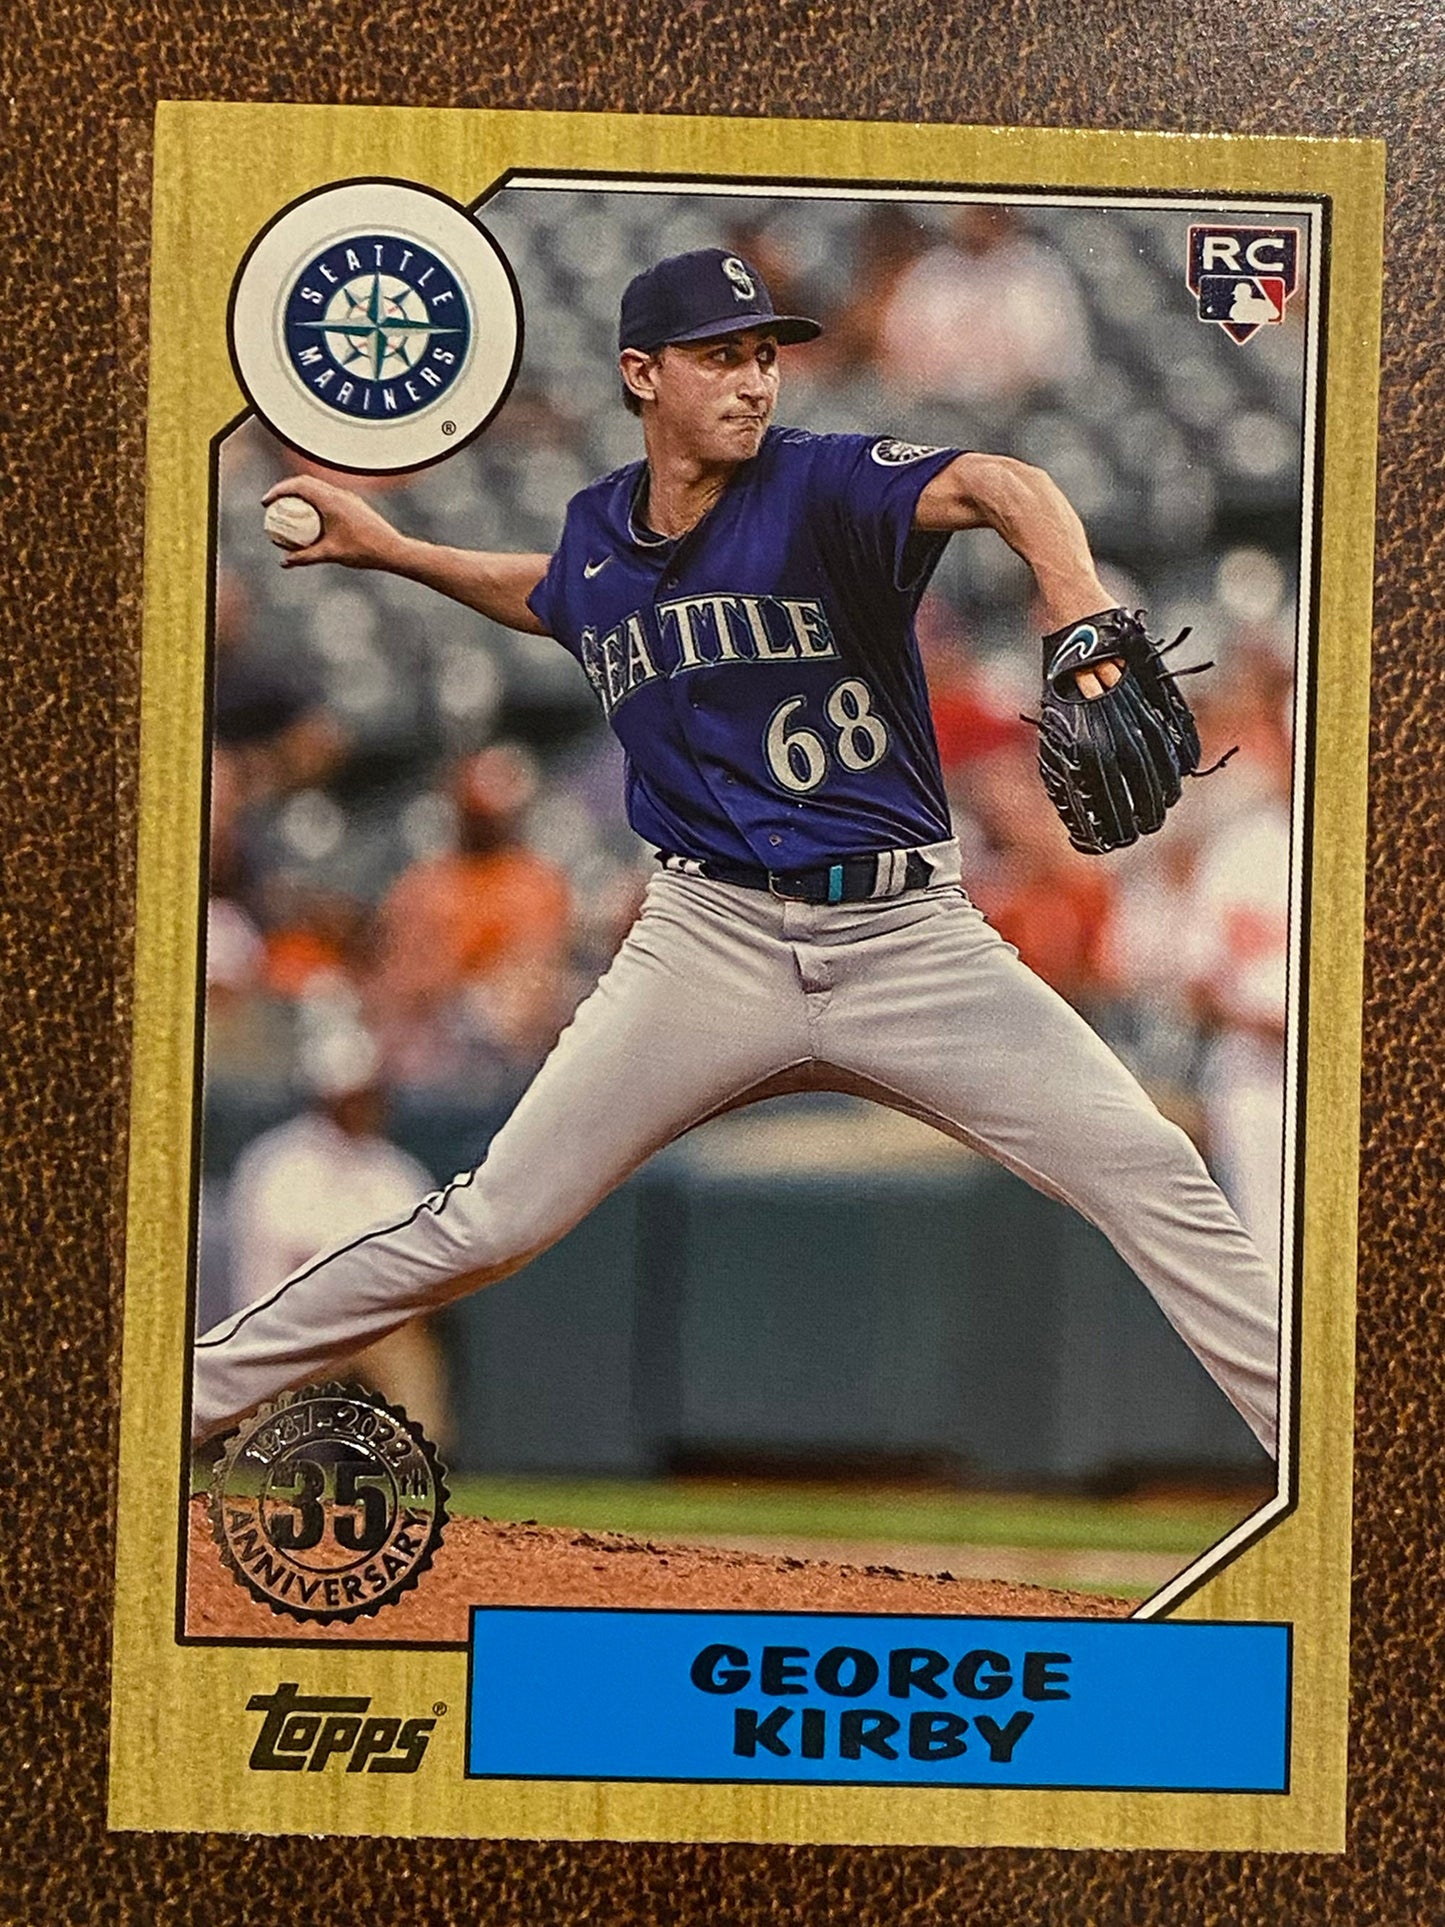 SEATTLE
MARINERS
®
RC
S
SEATTLE
68
1987-2022
35TH
ANNIVERSARY
topps®
GEORGE
KIRBY